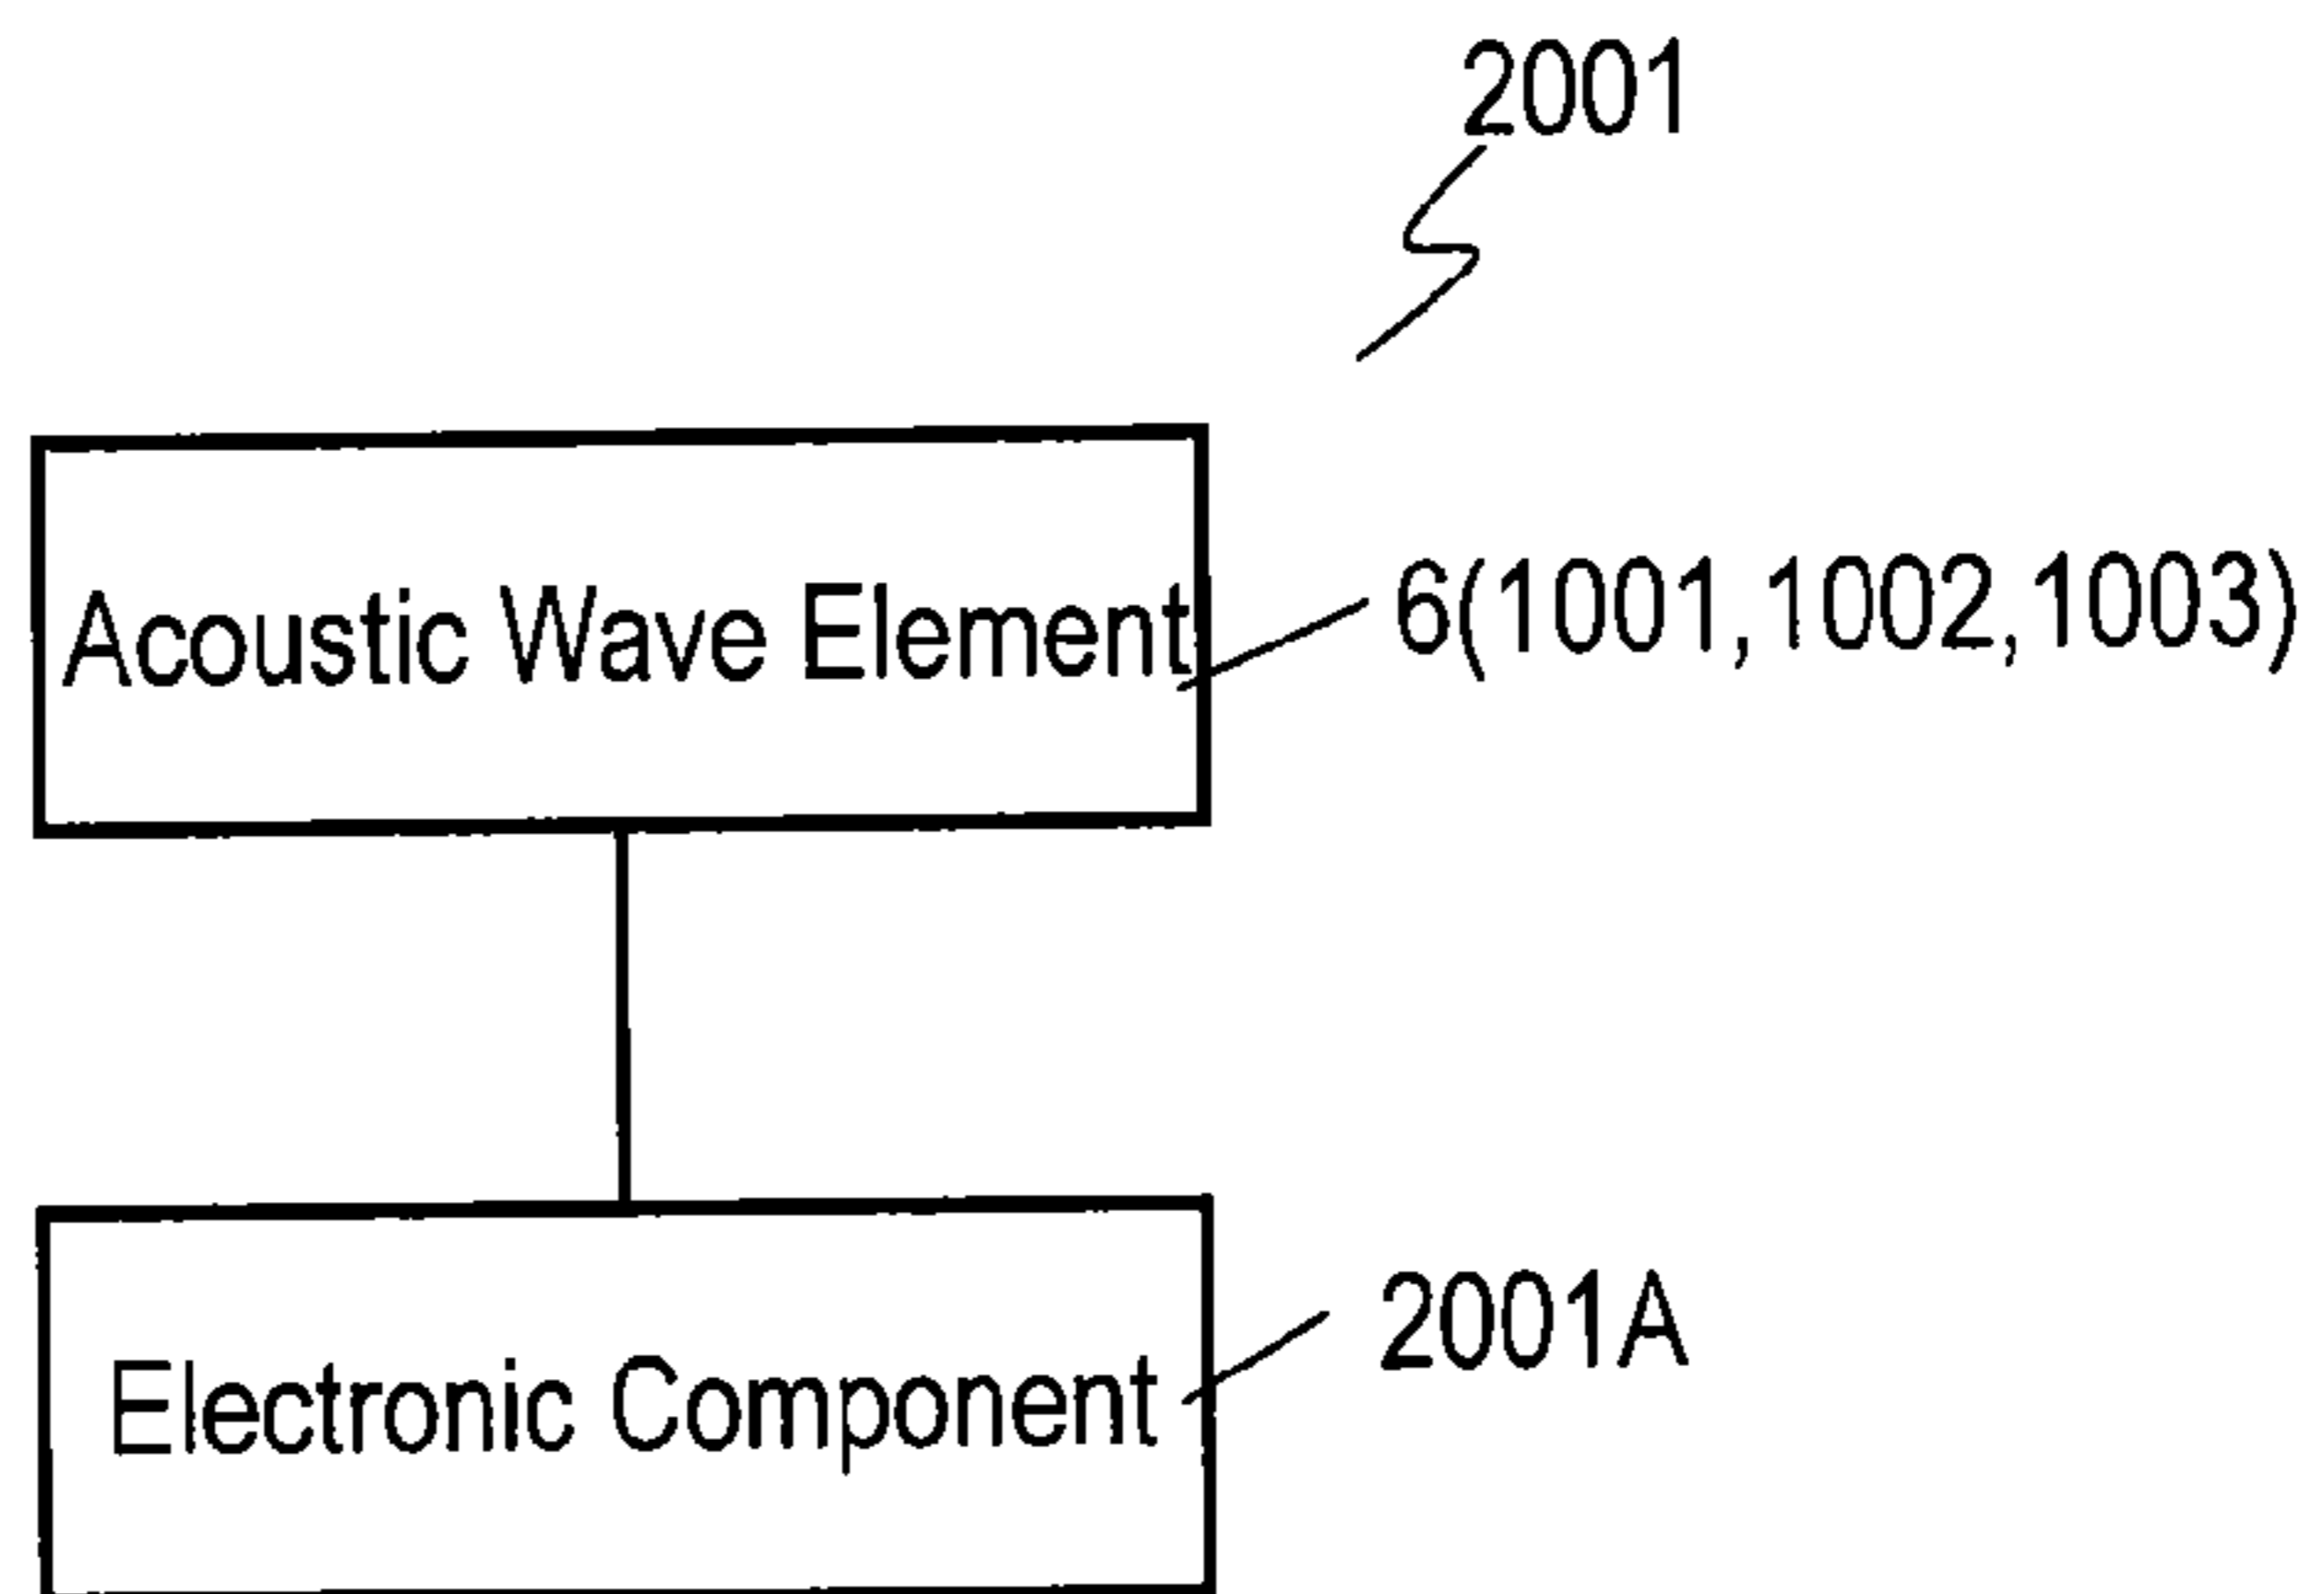 2001
Acoustic Wave Element
6(1001,1002,1003)
Electronic Component
2001A